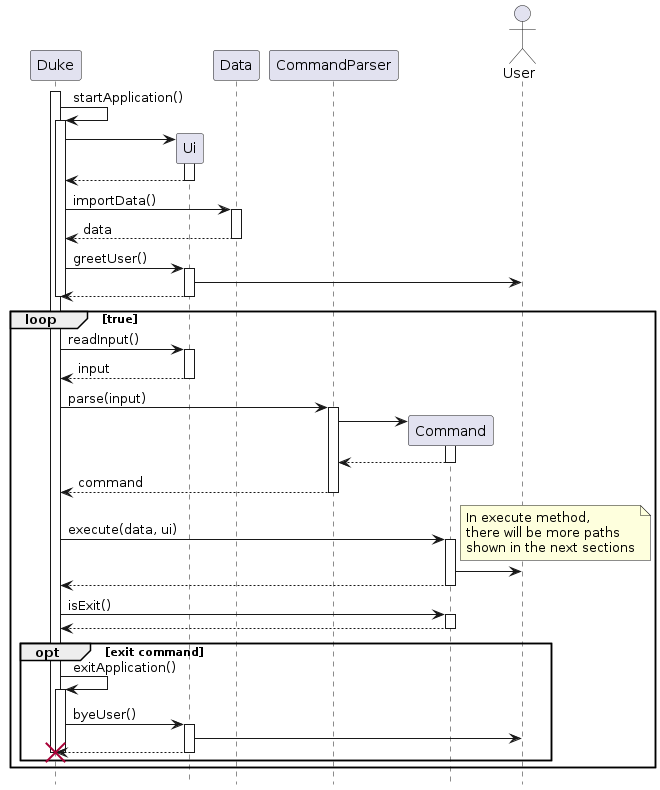 Duke
Data
CommandParser
User
startApplication()
Ui
importData()
data
greetUser()
loop
[true]
readInput()
input
parse(input)
Command
command
In execute method,
there will be more paths
shown in the next sections
execute(data, ui)
isExit()
opt
[exit command]
exitApplication()
byeUser()